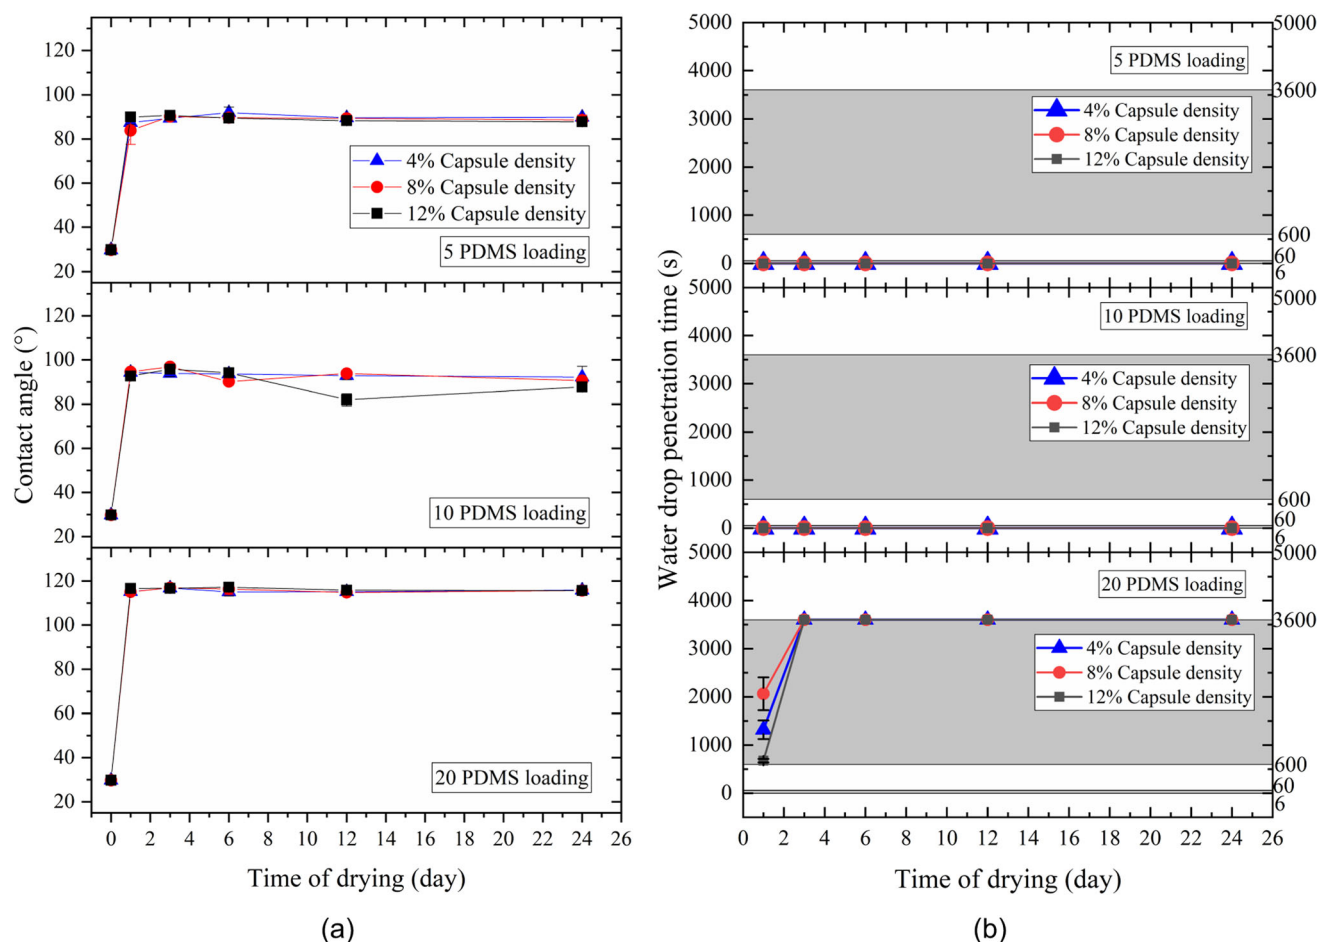 Contact angle (°)
120
100
80
60
40
20
4% Capsule density
8% Capsule density
12% Capsule density
5 PDMS loading
120
100
80
60
40
20
10 PDMS loading
120
100
80
60
40
20
20 PDMS loading
0 2 4 6 8 10 12 14 16 18 20 22 24 26
Time of drying (day)
(a)
Water drop penetration time (s)
5000
4000
3000
2000
1000
0
5 PDMS loading
4% Capsule density
8% Capsule density
12% Capsule density
5000
3600
600
60
6
5000
4000
3000
2000
1000
0
10 PDMS loading
4% Capsule density
8% Capsule density
12% Capsule density
5000
3600
600
60
6
5000
4000
3000
2000
1000
0
20 PDMS loading
4% Capsule density
8% Capsule density
12% Capsule density
5000
3600
600
60
6
0 2 4 6 8 10 12 14 16 18 20 22 24 26
Time of drying (day)
(b)